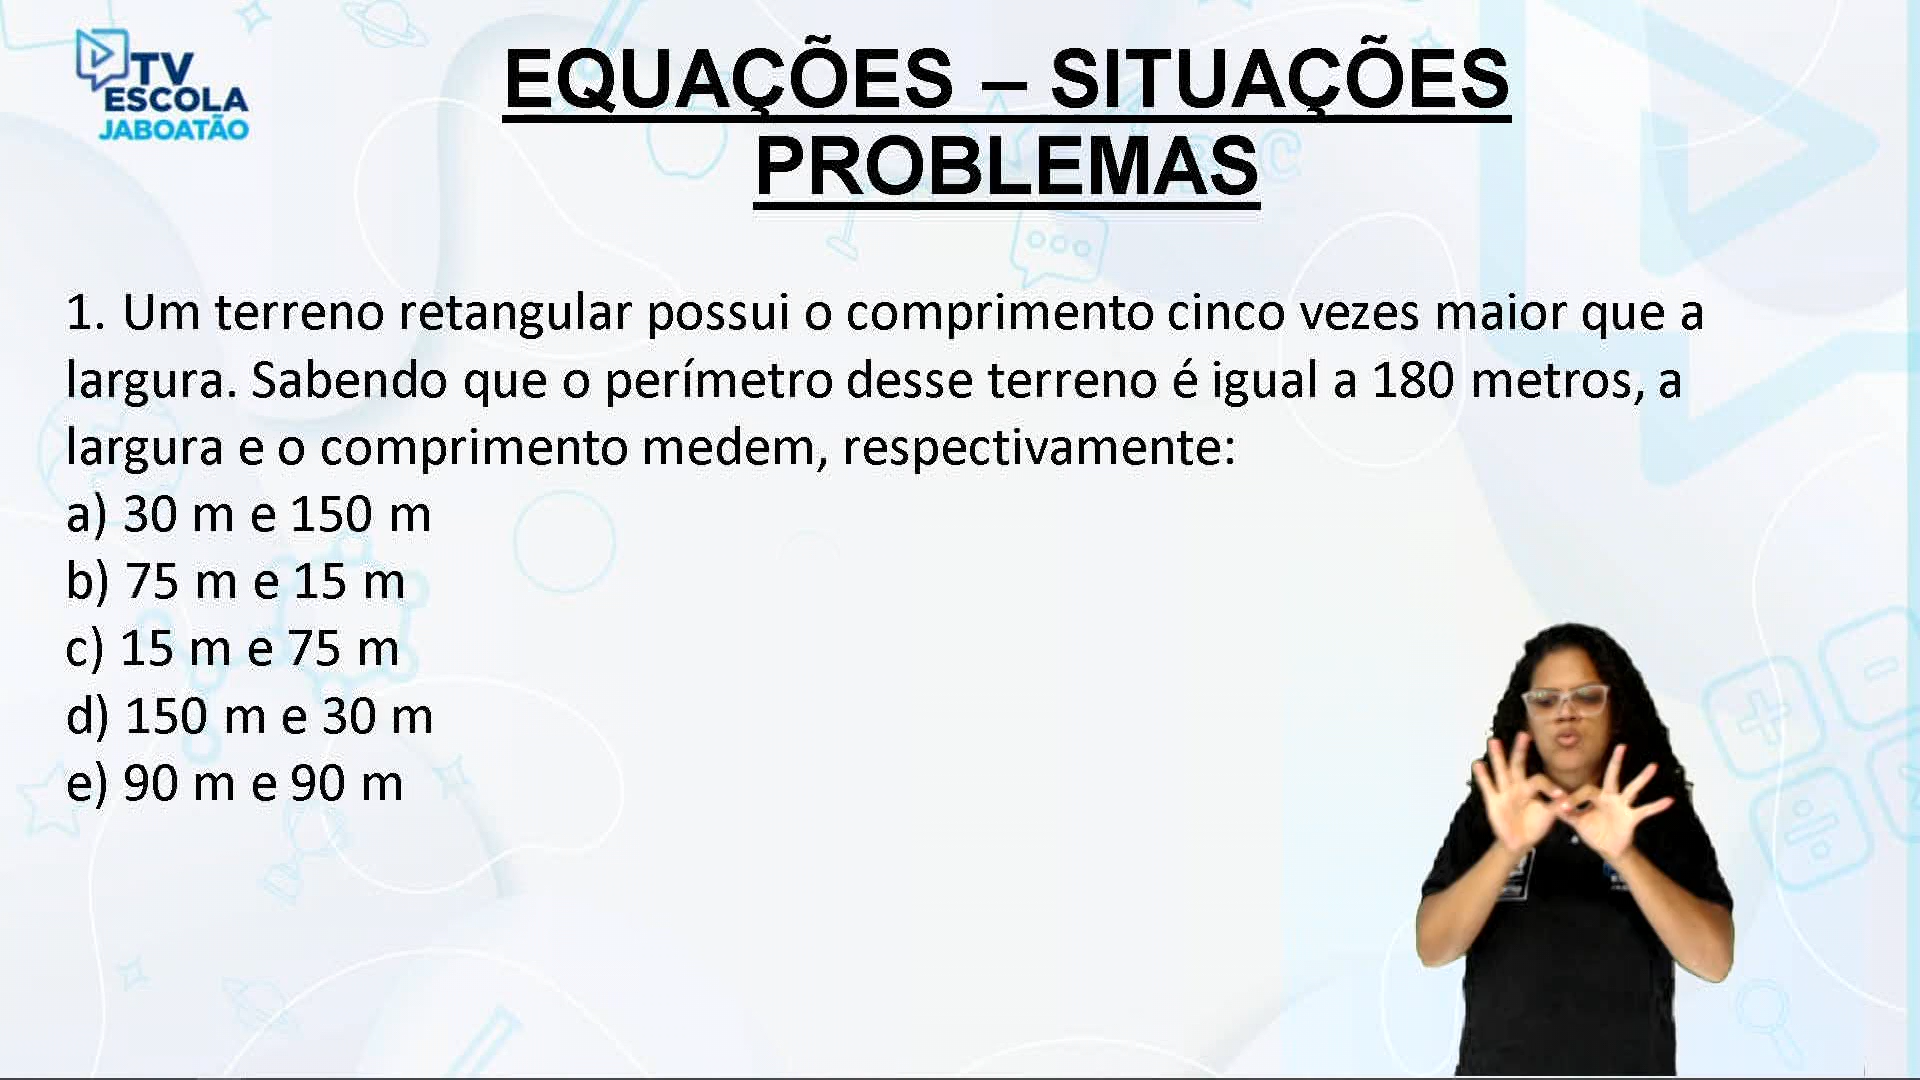 TV
ESCOLA
JABOATÃO
EQUAÇÕES – SITUAÇÕES
PROBLEMAS
1. Um terreno retangular possui o comprimento cinco vezes maior que a
largura. Sabendo que o perímetro desse terreno é igual a 180 metros, a
largura e o comprimento medem, respectivamente:
a) 30 m e 150 m
b) 75 m e 15 m
c) 15 m e 75 m
d) 150 m e 30 m
e) 90 m e 90 m